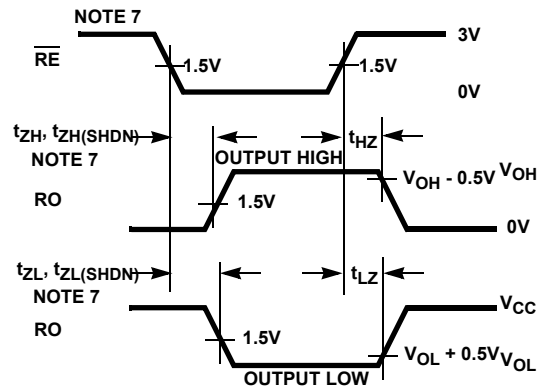 NOTE 7
3V
RE
1.5V
1.5V
0V
tZH, tZH(SHDN)
NOTE 7
tHZ
OUTPUT HIGH
VOH - 0.5V VOH
RO
1.5V
0V
tZL, tZL(SHDN)
NOTE 7
tLZ
VCC
RO
1.5V
VOL + 0.5V VOL
OUTPUT LOW